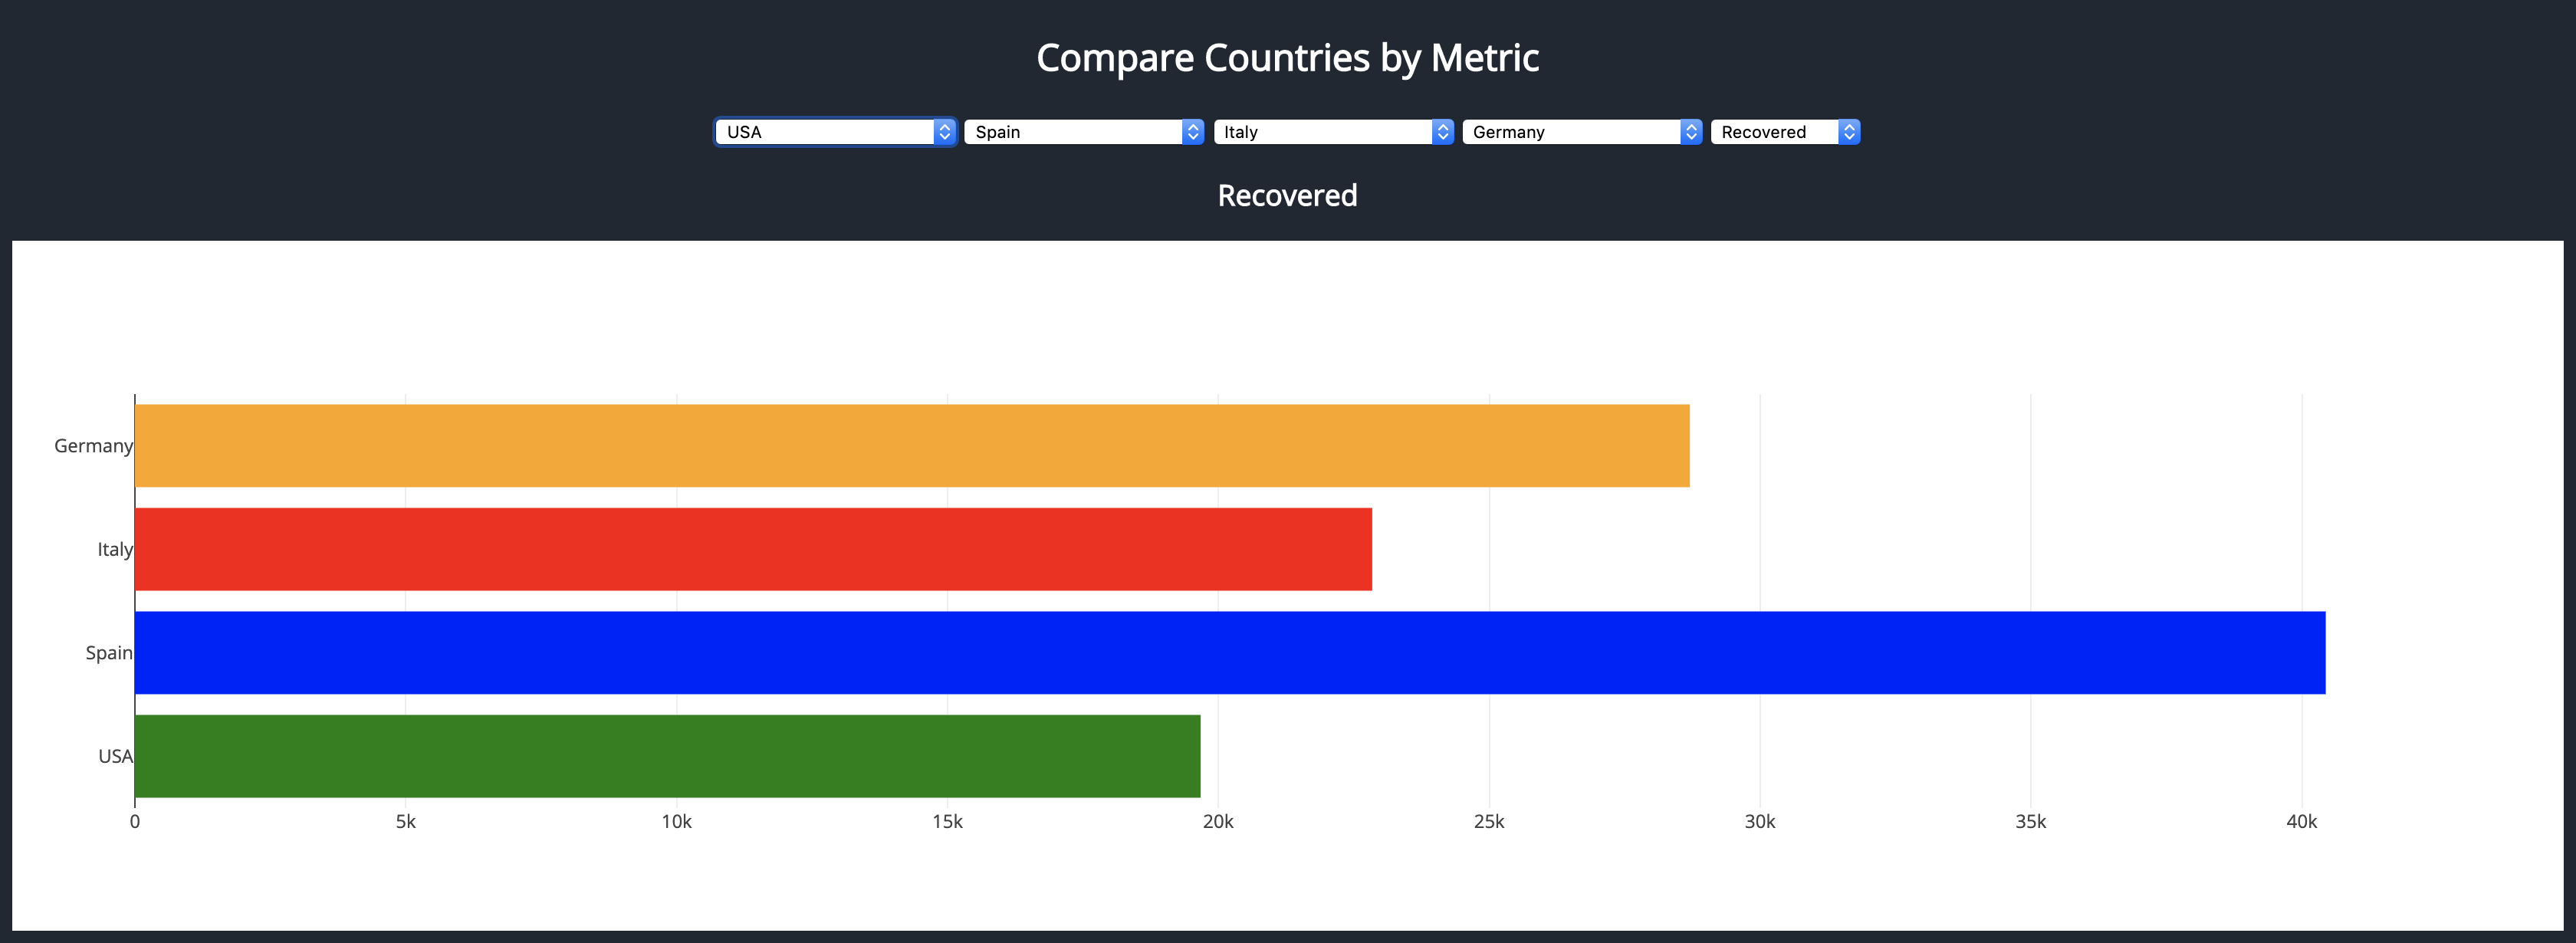 Compare Countries by Metric
USA Spain Italy Germany Recovered
Recovered
Germany
Italy
Spain
USA
0 5k 10k 15k 20k 25k 30k 35k 40k